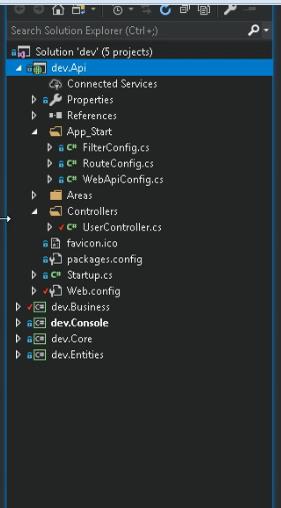 Search Solution Explorer (Ctrl+;)
Solution 'dev' (5 projects)
dev.Api
Connected Services
Properties
References
App_Start
C# FilterConfig.cs
C# RouteConfig.cs
C# WebApiConfig.cs
Areas
Controllers
C# UserController.cs
favicon.ico
packages.config
C# Startup.cs
Web.config
C# dev.Business
C# dev.Console
C# dev.Core
C# dev.Entities